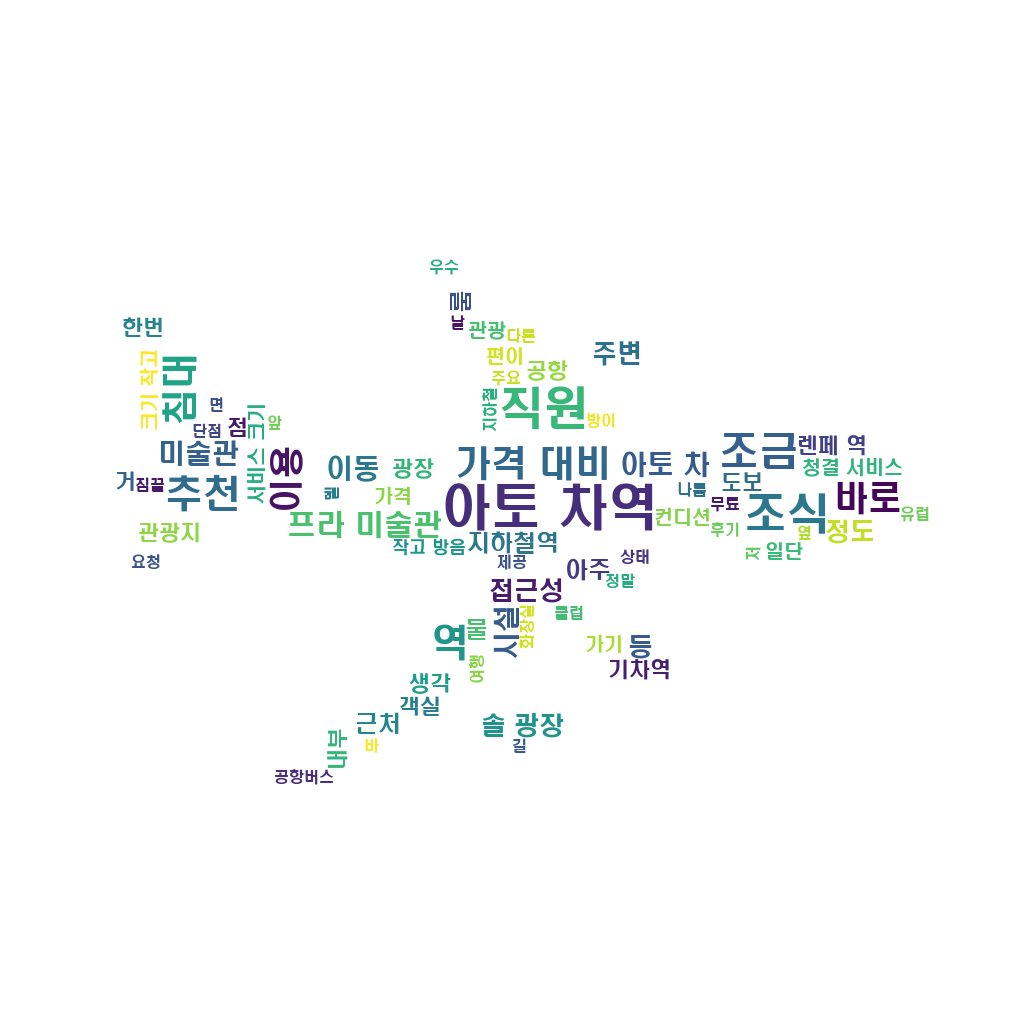 우수
룸
날
관광
다른
한번
편이
주변
크기 작고
침대
주요
공항
지하철
직원
방이
면
단점
점
서비스 크기
앞
미술관
이용
이동
광장
가격 대비
아토 차
조금
렌페 역
청결 서비스
거
짐끌
추천
가격
아토 차역
나름
도보
무료
조식
바로
유럽
관광지
프라 미술관
컨디션
후기
옆
정도
작고 방음
지하철역
저
일단
요청
제공
아주
상태
정말
접근성
시설
화장실
클럽
역
물
가기
등
기차역
여행
생각
객실
근처
솔 광장
내부
바
길
공항버스